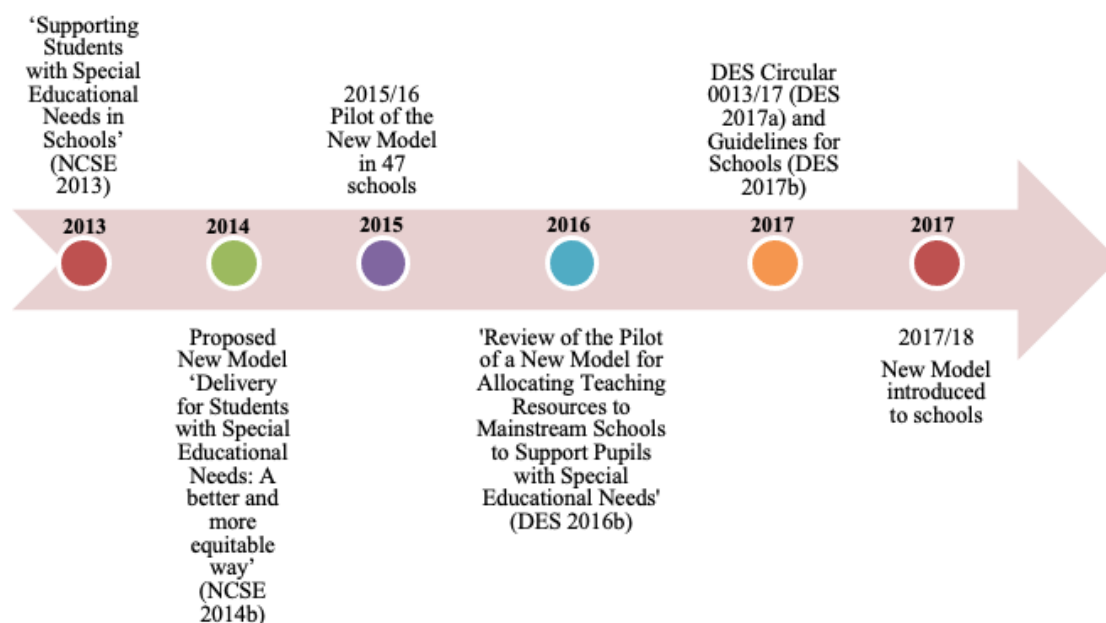 ‘Supporting
Students
with Special
Educational
Needs in
Schools’
(NCSE
2013)
2013
2014
Proposed
New Model
‘Delivery
for Students
with Special
Educational
Needs: A
better and
more
equitable
way’
(NCSE
2014b)
2015/16
Pilot of the
New Model
in 47
schools
2015
2016
'Review of the Pilot
of a New Model for
Allocating Teaching
Resources to
Mainstream Schools
to Support Pupils
with Special
Educational Needs'
(DES 2016b)
DES Circular
0013/17 (DES
2017a) and
Guidelines for
Schools (DES
2017b)
2017
2017
2017/18
New Model
introduced
to schools